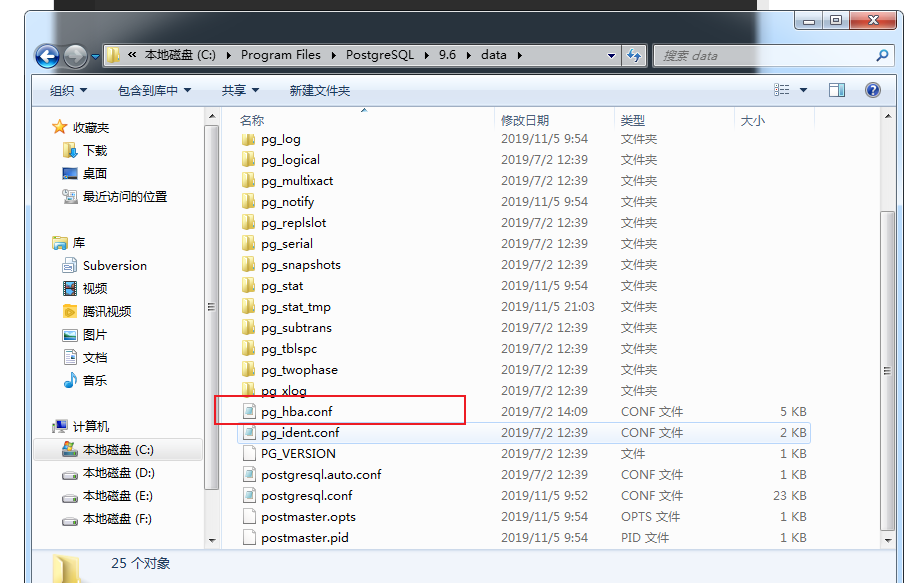 « 本地磁盘 (C:) ▸ Program Files ▸ PostgreSQL ▸ 9.6 ▸ data ▸
搜索 data
组织 包含到库中 共享 新建文件夹
名称 修改日期 类型 大小
收藏夹
下载
桌面
最近访问的位置
库
Subversion
视频
腾讯视频
图片
文档
音乐
计算机
本地磁盘 (C:)
本地磁盘 (D:)
本地磁盘 (E:)
本地磁盘 (F:)
pg_log 2019/11/5 9:54 文件夹
pg_logical 2019/7/2 12:39 文件夹
pg_multixact 2019/7/2 12:39 文件夹
pg_notify 2019/11/5 9:54 文件夹
pg_replslot 2019/7/2 12:39 文件夹
pg_serial 2019/7/2 12:39 文件夹
pg_snapshots 2019/7/2 12:39 文件夹
pg_stat 2019/11/5 9:54 文件夹
pg_stat_tmp 2019/11/5 21:03 文件夹
pg_subtrans 2019/7/2 12:39 文件夹
pg_tblspc 2019/7/2 12:39 文件夹
pg_twophase 2019/7/2 12:39 文件夹
pg_xlog 2019/7/2 12:39 文件夹
pg_hba.conf 2019/7/2 14:09 CONF 文件 5 KB
pg_ident.conf 2019/7/2 12:39 CONF 文件 2 KB
PG_VERSION 2019/7/2 12:39 文件 1 KB
postgresql.auto.conf 2019/7/2 12:39 CONF 文件 1 KB
postgresql.conf 2019/11/5 9:52 CONF 文件 23 KB
postmaster.opts 2019/11/5 9:54 OPTS 文件 1 KB
postmaster.pid 2019/11/5 9:54 PID 文件 1 KB
25 个对象